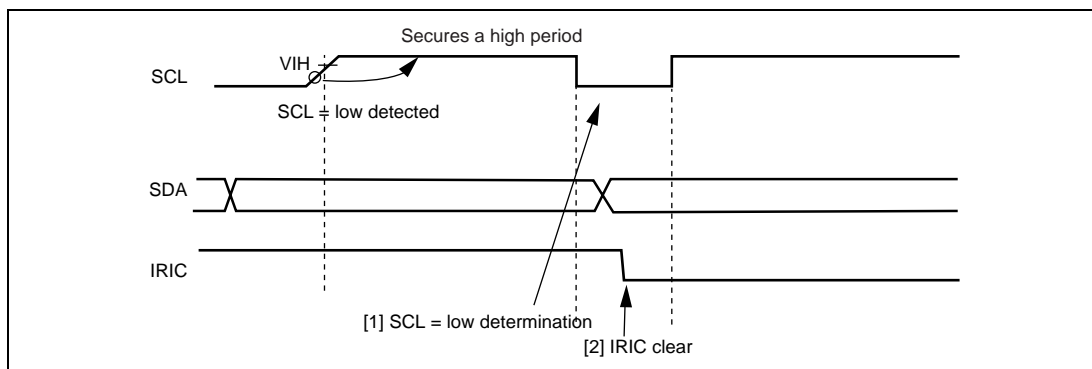 Secures a high period
VIH
SCL
SCL = low detected
SDA
IRIC
[1] SCL = low determination
[2] IRIC clear